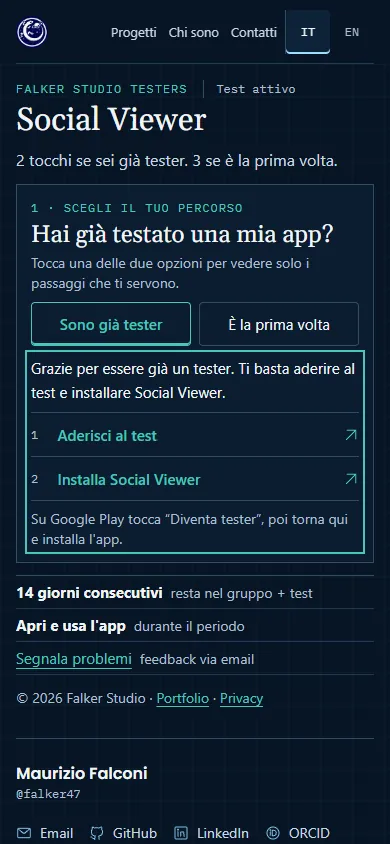 Progetti Chi sono Contatti IT EN
FALKER STUDIO TESTERS Test attivo
Social Viewer
2 tocchi se sei già tester. 3 se è la prima volta.
1 · SCEGLI IL TUO PERCORSO
Hai già testato una mia app?
Tocca una delle due opzioni per vedere solo i
passaggi che ti servono.
Sono già tester È la prima volta
Grazie per essere già un tester. Ti basta aderire al
test e installare Social Viewer.
1 Aderisci al test
2 Installa Social Viewer
Su Google Play tocca “Diventa tester”, poi torna qui
e installa l'app.
14 giorni consecutivi resta nel gruppo + test
Apri e usa l'app durante il periodo
Segnala problemi feedback via email
© 2026 Falker Studio · Portfolio · Privacy
Maurizio Falconi
@falker47
Email GitHub LinkedIn ORCID